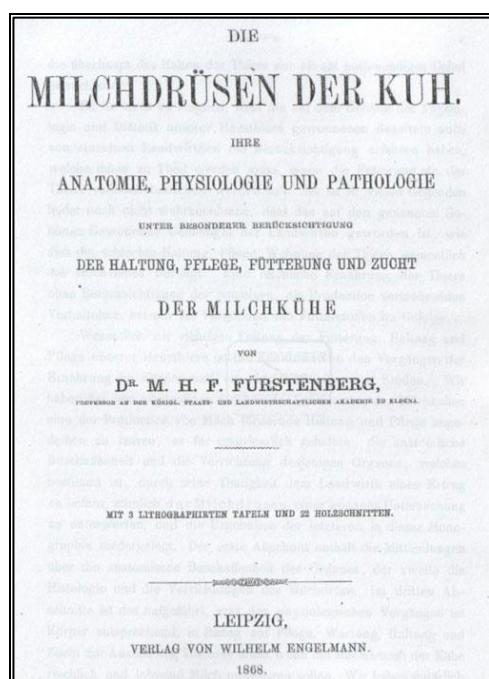 DIE
MILCHDRÜSEN DER KUH.
IHRE
ANATOMIE, PHYSIOLOGIE UND PATHOLOGIE
UNTER BESONDERER BERÜCKSICHTIGUNG
DER HALTUNG, PFLEGE, FÜTTERUNG UND ZUCHT
DER MILCHKÜHE
VON
DR. M. H. F. FÜRSTENBERG,
PROFESSOR AN DER KÖNIGL. STAATS- UND LANDWIRTHSCHAFTLICHEN AKADEMIE ZU ELDENA.
MIT 3 LITHOGRAPHIRTEN TAFELN UND 22 HOLZSCHNITTEN.
LEIPZIG,
VERLAG VON WILHELM ENGELMANN.
1868.